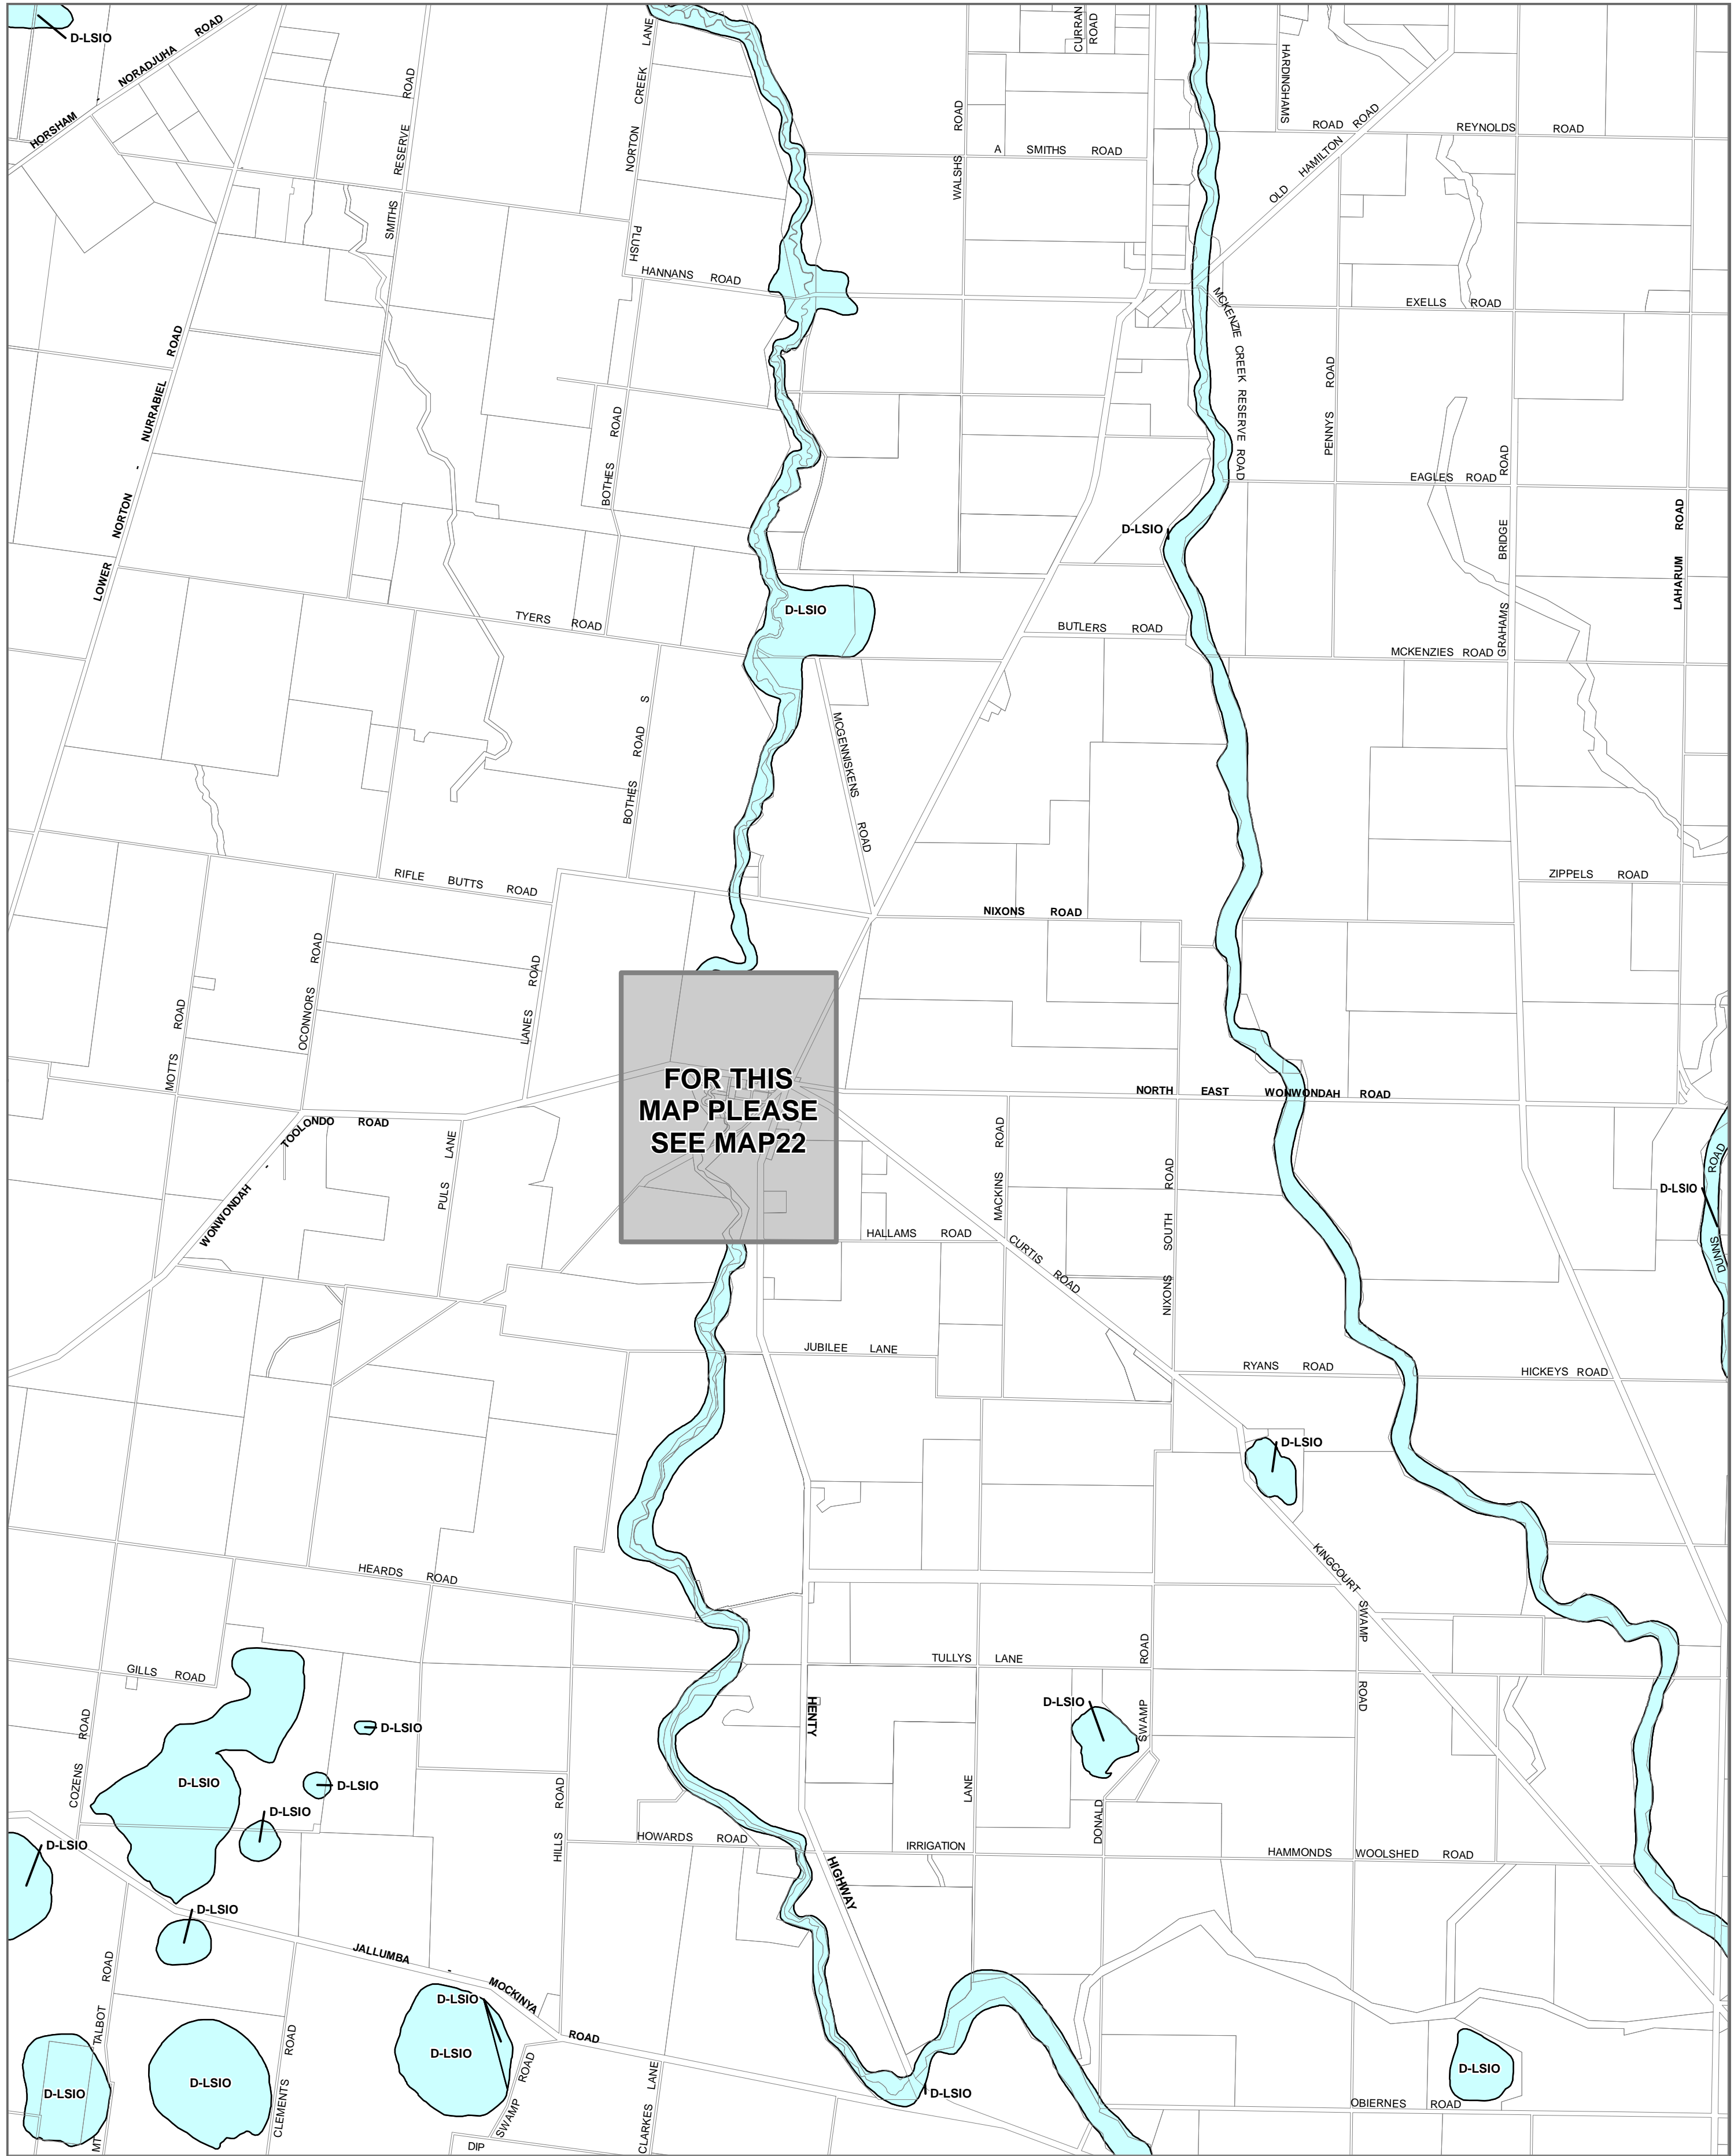 D-LSIO
HORSHAM - NORADJUHA ROAD
SMITHS RESERVE ROAD
PLUSH NORTON CREEK LANE
HANNANS ROAD
WALSHS ROAD
A SMITHS ROAD
CURRAN ROAD
HARDINGHAMS ROAD
OLD HAMILTON ROAD
REYNOLDS ROAD
EXELLS ROAD
MCKENZIE CREEK RESERVE ROAD
PENNYS ROAD
EAGLES ROAD
GRAHAMS BRIDGE ROAD
LAHARUM ROAD
LOWER NORTON - NURRABIEL ROAD
BOTHES ROAD
D-LSIO
TYERS ROAD
D-LSIO
BUTLERS ROAD
MCKENZIES ROAD
BOTHES ROAD S
MCGENNISKENS ROAD
RIFLE BUTTS ROAD
ZIPPELS ROAD
NIXONS ROAD
MOTTS ROAD
OCONNORS ROAD
LANES ROAD
FOR THIS
MAP PLEASE
SEE MAP22
NORTH EAST WONWONDAH ROAD
WONWONDAH - TOOLONDO ROAD
PULS LANE
MACKINS ROAD
NIXONS SOUTH ROAD
D-LSIO
DUNNS ROAD
HALLAMS ROAD
CURTIS ROAD
JUBILEE LANE
RYANS ROAD
HICKEYS ROAD
D-LSIO
HEARDS ROAD
KINGCOURT SWAMP ROAD
GILLS ROAD
TULLYS LANE
HENTY HIGHWAY
D-LSIO
D-LSIO
DONALD SWAMP ROAD
COZENS ROAD
D-LSIO
D-LSIO
D-LSIO
HILLS ROAD
HOWARDS ROAD
IRRIGATION LANE
HAMMONDS WOOLSHED ROAD
D-LSIO
D-LSIO
JALLUMBA - MOCKINYA ROAD
MT TALBOT ROAD
CLEMENTS ROAD
D-LSIO
D-LSIO
D-LSIO
D-LSIO
DIP SWAMP ROAD
CLARKES LANE
D-LSIO
D-LSIO
OBIERNES ROAD